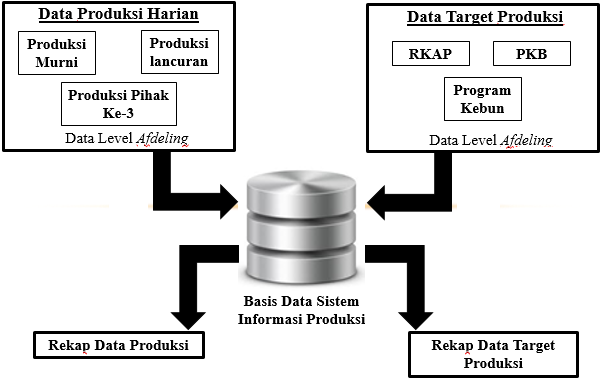 Data Produksi Harian
Produksi
Murni
Produksi
lancuran
Produksi Pihak
Ke-3
Data Level Afdeling
Data Target Produksi
RKAP
PKB
Program
Kebun
Data Level Afdeling
Basis Data Sistem
Informasi Produksi
Rekap Data Produksi
Rekap Data Target
Produksi